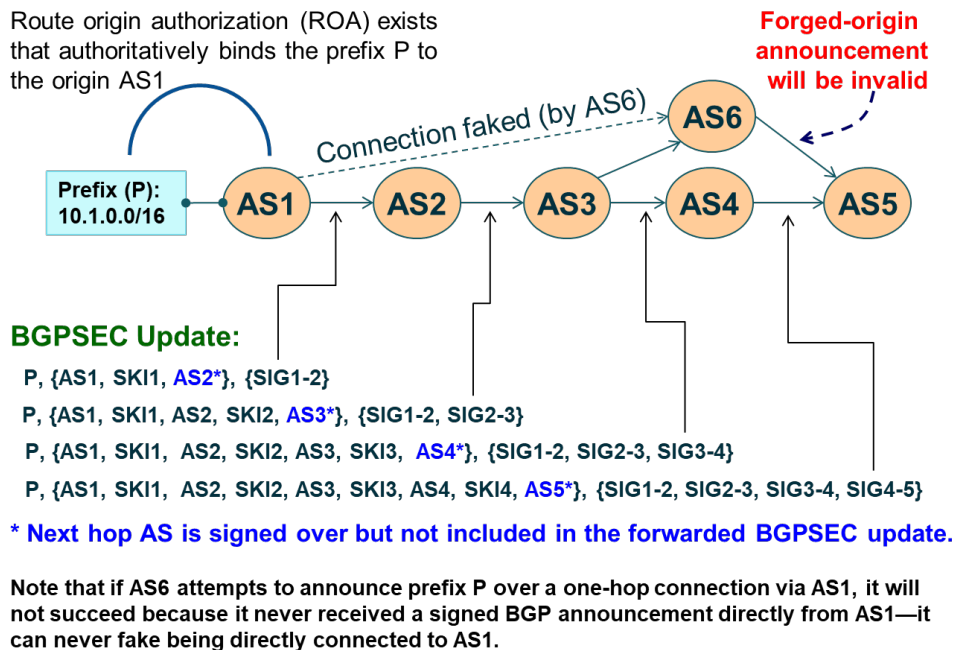 Route origin authorization (ROA) exists
that authoritatively binds the prefix P to
the origin AS1
Forged-origin
announcement
will be invalid
Connection faked (by AS6)
AS6
Prefix (P):
10.1.0.0/16
AS1
AS2
AS3
AS4
AS5
BGPSEC Update:
P, {AS1, SKI1, AS2*}, {SIG1-2}
P, {AS1, SKI1, AS2, SKI2, AS3*}, {SIG1-2, SIG2-3}
P, {AS1, SKI1, AS2, SKI2, AS3, SKI3, AS4*}, {SIG1-2, SIG2-3, SIG3-4}
P, {AS1, SKI1, AS2, SKI2, AS3, SKI3, AS4, SKI4, AS5*}, {SIG1-2, SIG2-3, SIG3-4, SIG4-5}
* Next hop AS is signed over but not included in the forwarded BGPSEC update.
Note that if AS6 attempts to announce prefix P over a one-hop connection via AS1, it will
not succeed because it never received a signed BGP announcement directly from AS1—it
can never fake being directly connected to AS1.